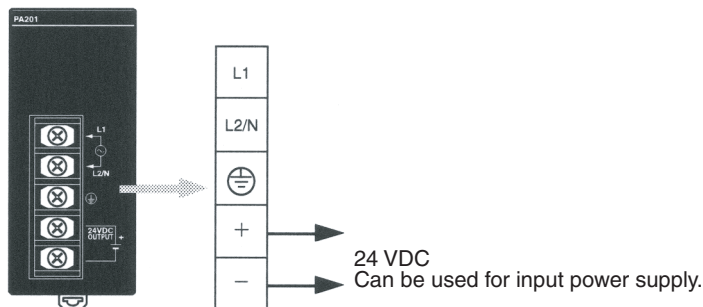 PA201
L1
L2/N
24VDC
OUTPUT
+
L1
L2/N
+
−
24 VDC
Can be used for input power supply.